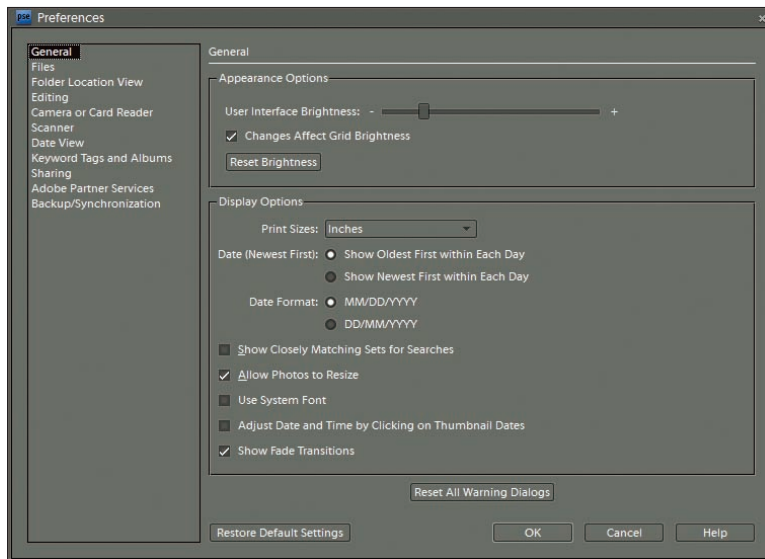 pse Preferences x
General
Files
Folder Location View
Editing
Camera or Card Reader
Scanner
Date View
Keyword Tags and Albums
Sharing
Adobe Partner Services
Backup/Synchronization
General
Appearance Options
User Interface Brightness: - +
Changes Affect Grid Brightness
Reset Brightness
Display Options
Print Sizes: Inches
Date (Newest First): Show Oldest First within Each Day
Show Newest First within Each Day
Date Format: MM/DD/YYYY
DD/MM/YYYY
Show Closely Matching Sets for Searches
Allow Photos to Resize
Use System Font
Adjust Date and Time by Clicking on Thumbnail Dates
Show Fade Transitions
Reset All Warning Dialogs
Restore Default Settings OK Cancel Help